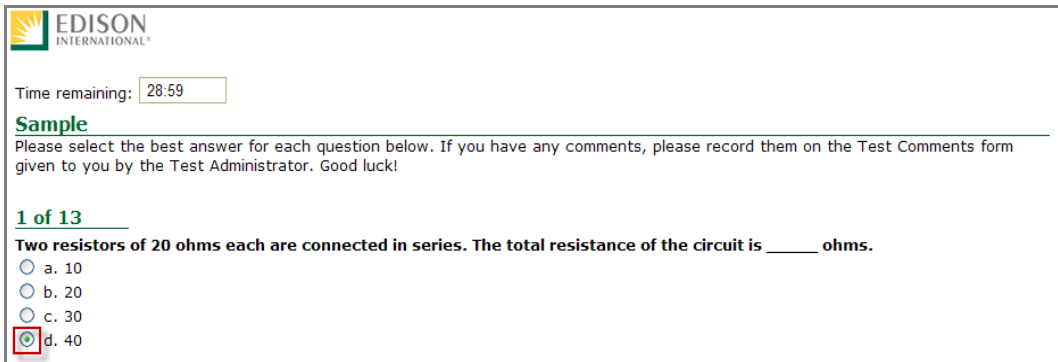 EDISON
INTERNATIONAL®
Time remaining: 28:59
Sample
Please select the best answer for each question below. If you have any comments, please record them on the Test Comments form
given to you by the Test Administrator. Good luck!
1 of 13
Two resistors of 20 ohms each are connected in series. The total resistance of the circuit is _____ ohms.
a. 10
b. 20
c. 30
d. 40